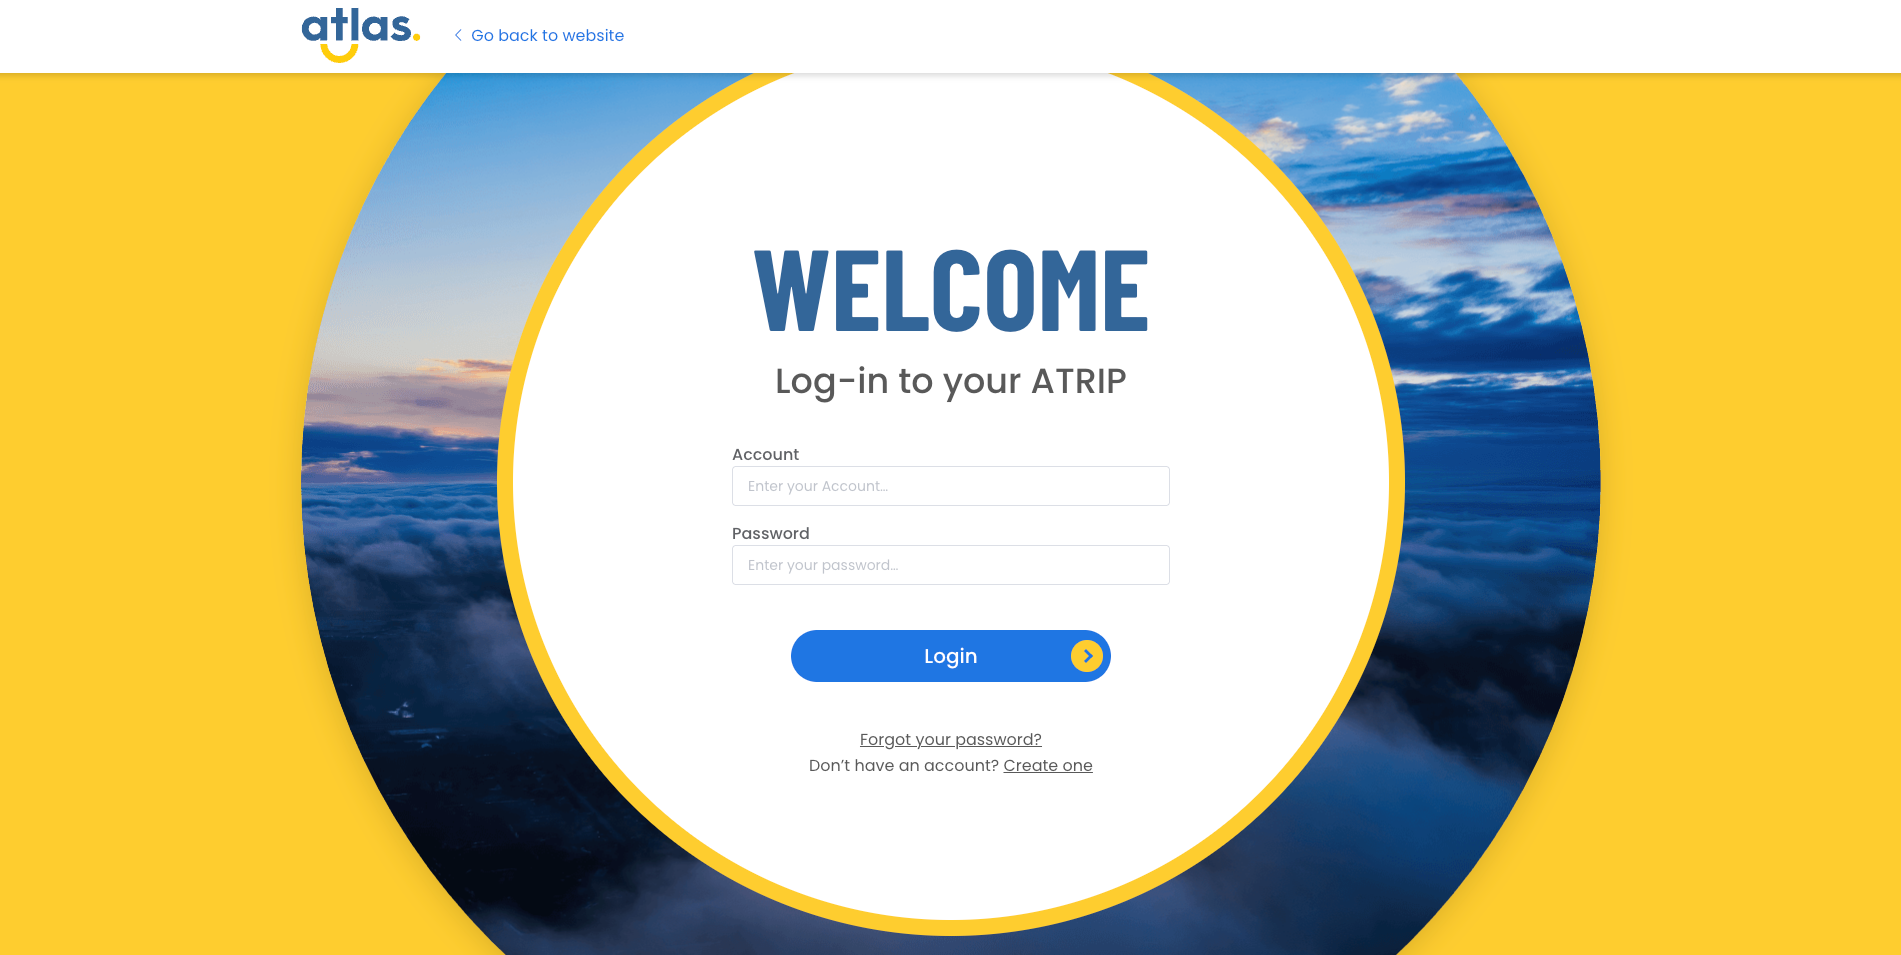 atlas.
Go back to website
WELCOME
Log-in to your ATRIP
Account
Enter your Account...
Password
Enter your password...
Login
Forgot your password?
Don’t have an account? Create one